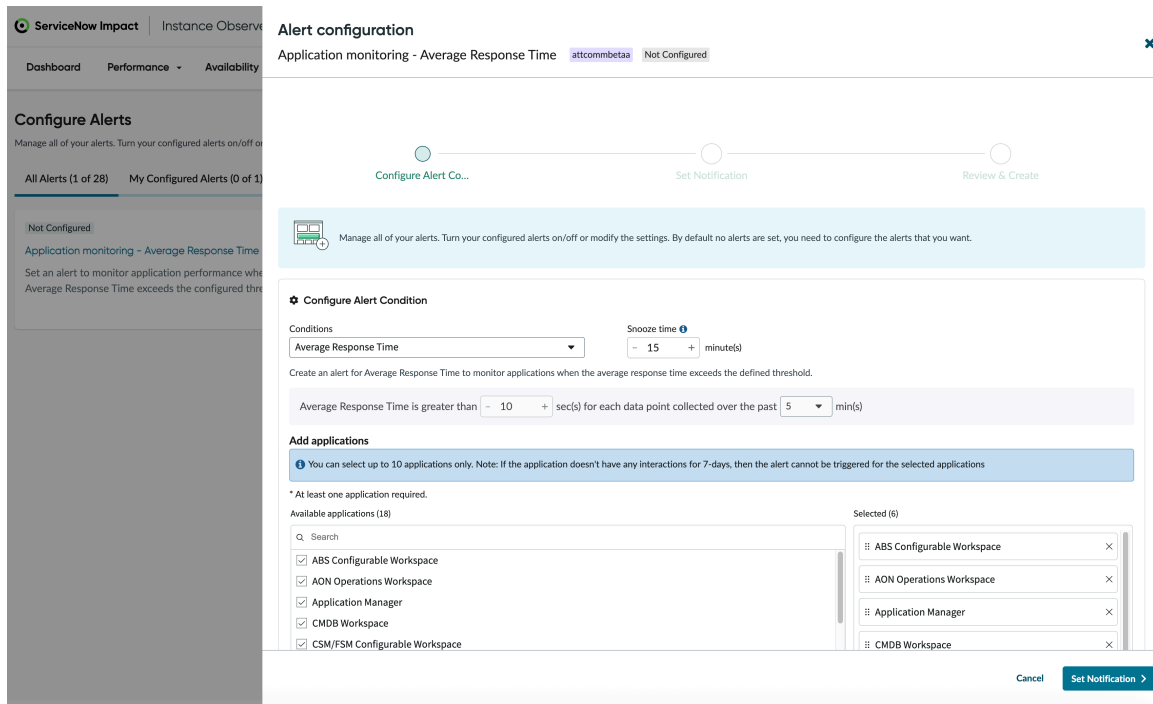 ServiceNow Impact
Instance Observe
Dashboard
Performance
Availability
Configure Alerts
Manage all of your alerts. Turn your configured alerts on/off or
All Alerts (1 of 28)
My Configured Alerts (0 of 1)
Not Configured
Application monitoring - Average Response Time
Set an alert to monitor application performance whe
Average Response Time exceeds the configured thre
Alert configuration
Application monitoring - Average Response Time attcommbetaa Not Configured
Configure Alert Co...
Set Notification
Review & Create
Manage all of your alerts. Turn your configured alerts on/off or modify the settings. By default no alerts are set, you need to configure the alerts that you want.
Configure Alert Condition
Conditions
Average Response Time
Snooze time
- 15 + minute(s)
Create an alert for Average Response Time to monitor applications when the average response time exceeds the defined threshold.
Average Response Time is greater than - 10 + sec(s) for each data point collected over the past 5 min(s)
Add applications
You can select up to 10 applications only. Note: If the application doesn't have any interactions for 7-days, then the alert cannot be triggered for the selected applications
* At least one application required.
Available applications (18)
Search
ABS Configurable Workspace
AON Operations Workspace
Application Manager
CMDB Workspace
CSM/FSM Configurable Workspace
Selected (6)
ABS Configurable Workspace
AON Operations Workspace
Application Manager
CMDB Workspace
Cancel
Set Notification